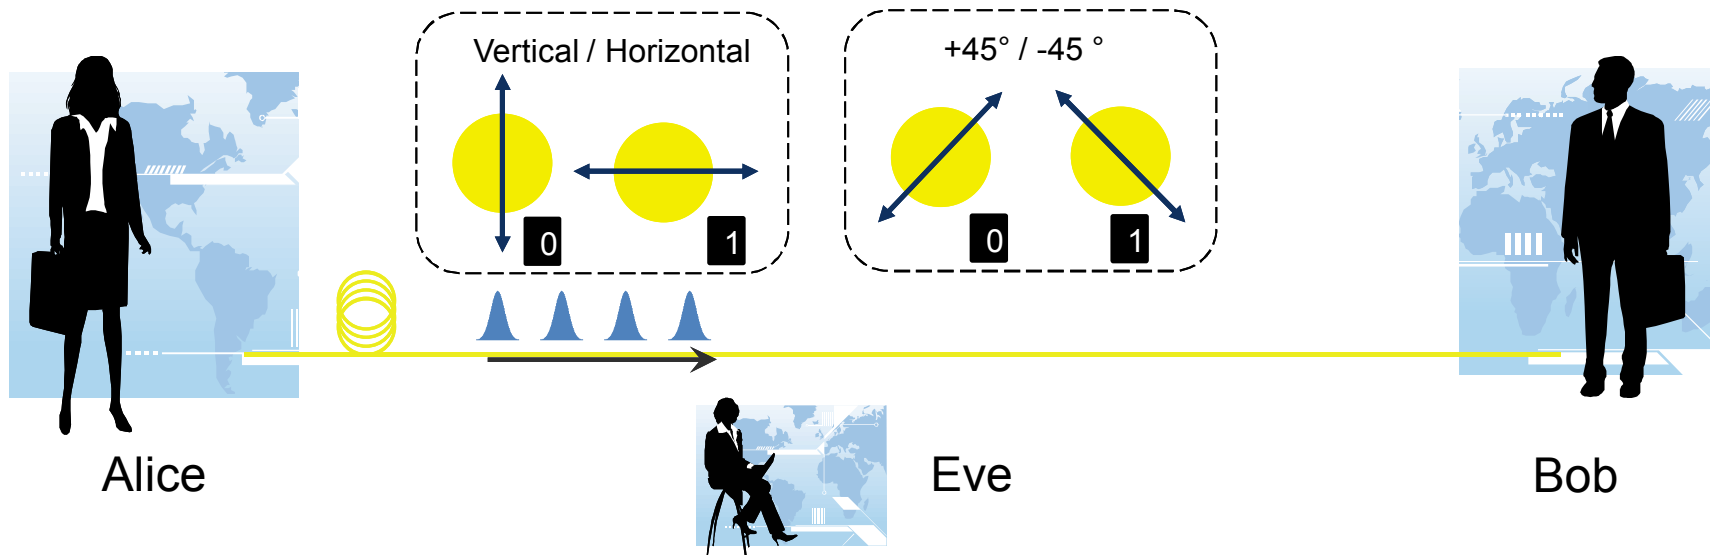 Vertical / Horizontal
0
1
+45° / -45 °
0
1
Alice
Eve
Bob